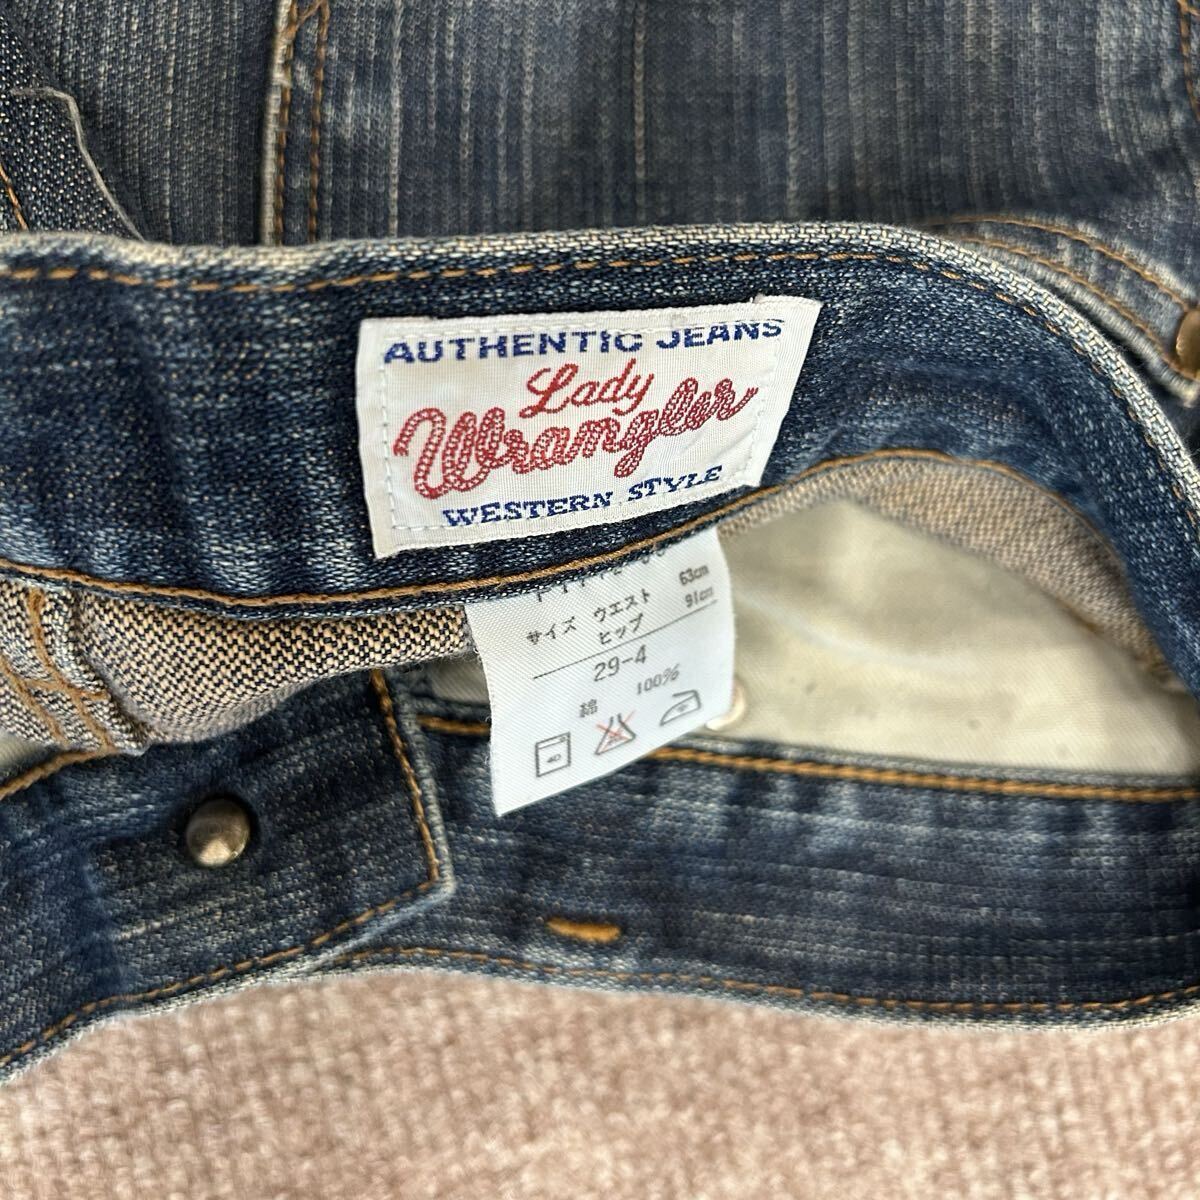 AUTHENTIC JEANS
Lady
Wrangler
WESTERN STYLE
サイズ ウエスト 63cm
ヒップ 91cm
29-4
綿 100%
40